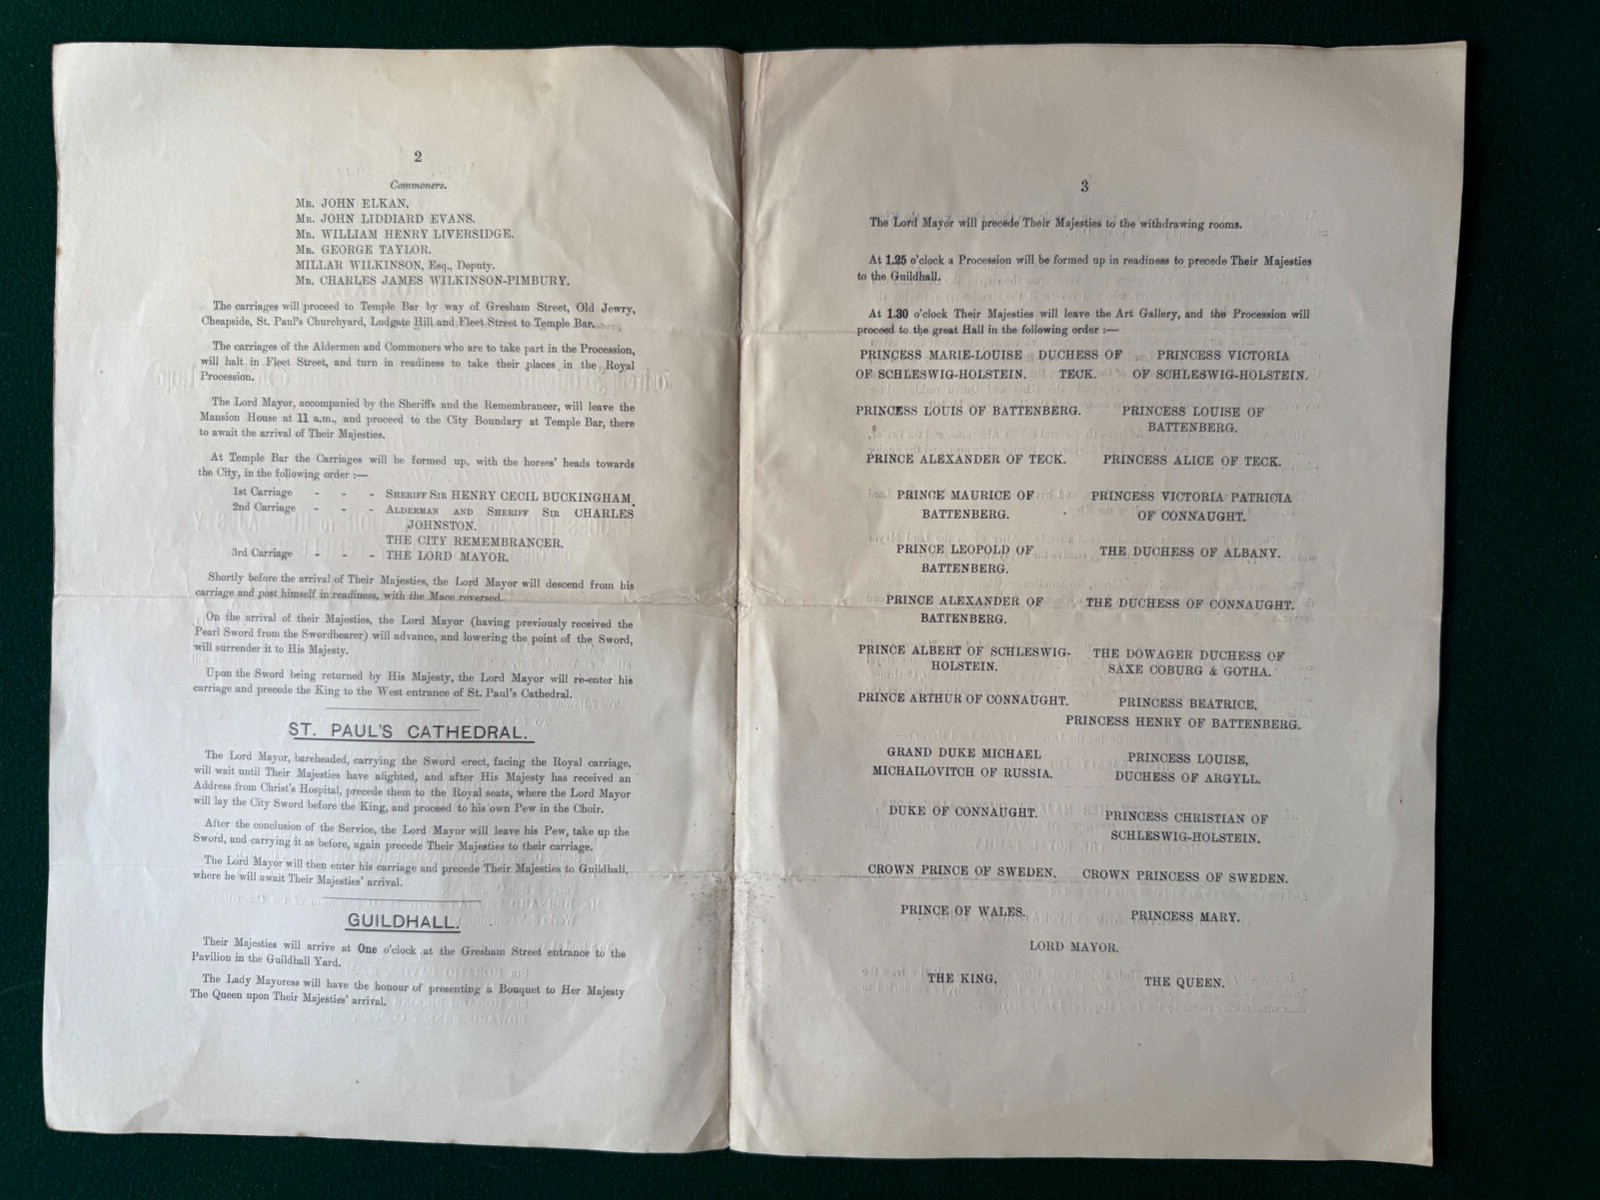 2
Commoners.
MR. JOHN ELKAN.
MR. JOHN LIDDIARD EVANS.
MR. WILLIAM HENRY LIVERSIDGE.
MR. GEORGE TAYLOR.
MILLAR WILKINSON, Esq., Deputy.
MR. CHARLES JAMES WILKINSON-PIMBURY.
The carriages will proceed to Temple Bar by way of Gresham Street, Old Jewry,
Cheapside, St. Paul's Churchyard, Ludgate Hill and Fleet Street to Temple Bar.
The carriages of the Aldermen and Commoners who are to take part in the Procession,
will halt in Fleet Street, and turn in readiness to take their places in the Royal
Procession.
The Lord Mayor, accompanied by the Sheriffs and the Remembrancer, will leave the
Mansion House at 11 a.m., and proceed to the City Boundary at Temple Bar, there
to await the arrival of Their Majesties.
At Temple Bar the Carriages will be formed up, with the horses' heads towards
the City, in the following order :—
1st Carriage - - - SHERIFF SIR HENRY CECIL BUCKINGHAM.
2nd Carriage - - - ALDERMAN AND SHERIFF SIR CHARLES
JOHNSTON.
THE CITY REMEMBRANCER.
3rd Carriage - - - THE LORD MAYOR.
Shortly before the arrival of Their Majesties, the Lord Mayor will descend from his
carriage and post himself in readiness, with the Mace reversed.
On the arrival of their Majesties, the Lord Mayor (having previously received the
Pearl Sword from the Swordbearer) will advance, and lowering the point of the Sword,
will surrender it to His Majesty.
Upon the Sword being returned by His Majesty, the Lord Mayor will re-enter his
carriage and precede the King to the West entrance of St. Paul's Cathedral.
ST. PAUL'S CATHEDRAL.
The Lord Mayor, bareheaded, carrying the Sword erect, facing the Royal carriage,
will wait until Their Majesties have alighted, and after His Majesty has received an
Address from Christ's Hospital, precede them to the Royal seats, where the Lord Mayor
will lay the City Sword before the King, and proceed to his own Pew in the Choir.
After the conclusion of the Service, the Lord Mayor will leave his Pew, take up the
Sword, and carrying it as before, again precede Their Majesties to their carriage.
The Lord Mayor will then enter his carriage and precede Their Majesties to Guildhall,
where he will await Their Majesties' arrival.
GUILDHALL.
Their Majesties will arrive at One o'clock at the Gresham Street entrance to the
Pavilion in the Guildhall Yard.
The Lady Mayoress will have the honour of presenting a Bouquet to Her Majesty
The Queen upon Their Majesties' arrival.
3
The Lord Mayor will precede Their Majesties to the withdrawing rooms.
At 1.25 o'clock a Procession will be formed up in readiness to precede Their Majesties
to the Guildhall.
At 1.30 o'clock Their Majesties will leave the Art Gallery, and the Procession will
proceed to the great Hall in the following order :—
PRINCESS MARIE-LOUISE DUCHESS OF PRINCESS VICTORIA
OF SCHLESWIG-HOLSTEIN. TECK. OF SCHLESWIG-HOLSTEIN.
PRINCESS LOUIS OF BATTENBERG. PRINCESS LOUISE OF
BATTENBERG.
PRINCE ALEXANDER OF TECK. PRINCESS ALICE OF TECK.
PRINCE MAURICE OF PRINCESS VICTORIA PATRICIA
BATTENBERG. OF CONNAUGHT.
PRINCE LEOPOLD OF THE DUCHESS OF ALBANY.
BATTENBERG.
PRINCE ALEXANDER OF THE DUCHESS OF CONNAUGHT.
BATTENBERG.
PRINCE ALBERT OF SCHLESWIG- THE DOWAGER DUCHESS OF
HOLSTEIN. SAXE COBURG & GOTHA.
PRINCE ARTHUR OF CONNAUGHT. PRINCESS BEATRICE,
PRINCESS HENRY OF BATTENBERG.
GRAND DUKE MICHAEL PRINCESS LOUISE,
MICHAILOVITCH OF RUSSIA. DUCHESS OF ARGYLL.
DUKE OF CONNAUGHT. PRINCESS CHRISTIAN OF
SCHLESWIG-HOLSTEIN.
CROWN PRINCE OF SWEDEN. CROWN PRINCESS OF SWEDEN.
PRINCE OF WALES. PRINCESS MARY.
LORD MAYOR.
THE KING, THE QUEEN.